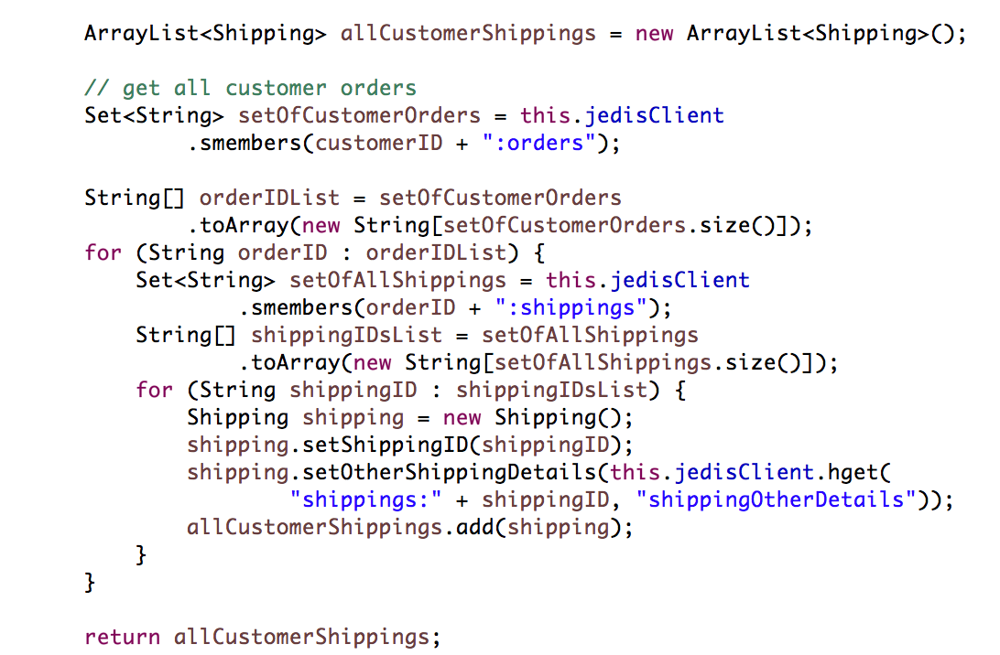 ArrayList<Shipping> allCustomerShippings = new ArrayList<Shipping>();
// get all customer orders
Set<String> setOfCustomerOrders = this.jedisClient
.smembers(customerID + ":orders");
String[] orderIDList = setOfCustomerOrders
.toArray(new String[setOfCustomerOrders.size()]);
for (String orderID : orderIDList) {
Set<String> setOfAllShippings = this.jedisClient
.smembers(orderID + ":shippings");
String[] shippingIDsList = setOfAllShippings
.toArray(new String[setOfAllShippings.size()]);
for (String shippingID : shippingIDsList) {
Shipping shipping = new Shipping();
shipping.setShippingID(shippingID);
shipping.setOtherShippingDetails(this.jedisClient.hget(
"shippings:" + shippingID, "shippingOtherDetails"));
allCustomerShippings.add(shipping);
}
}
return allCustomerShippings;